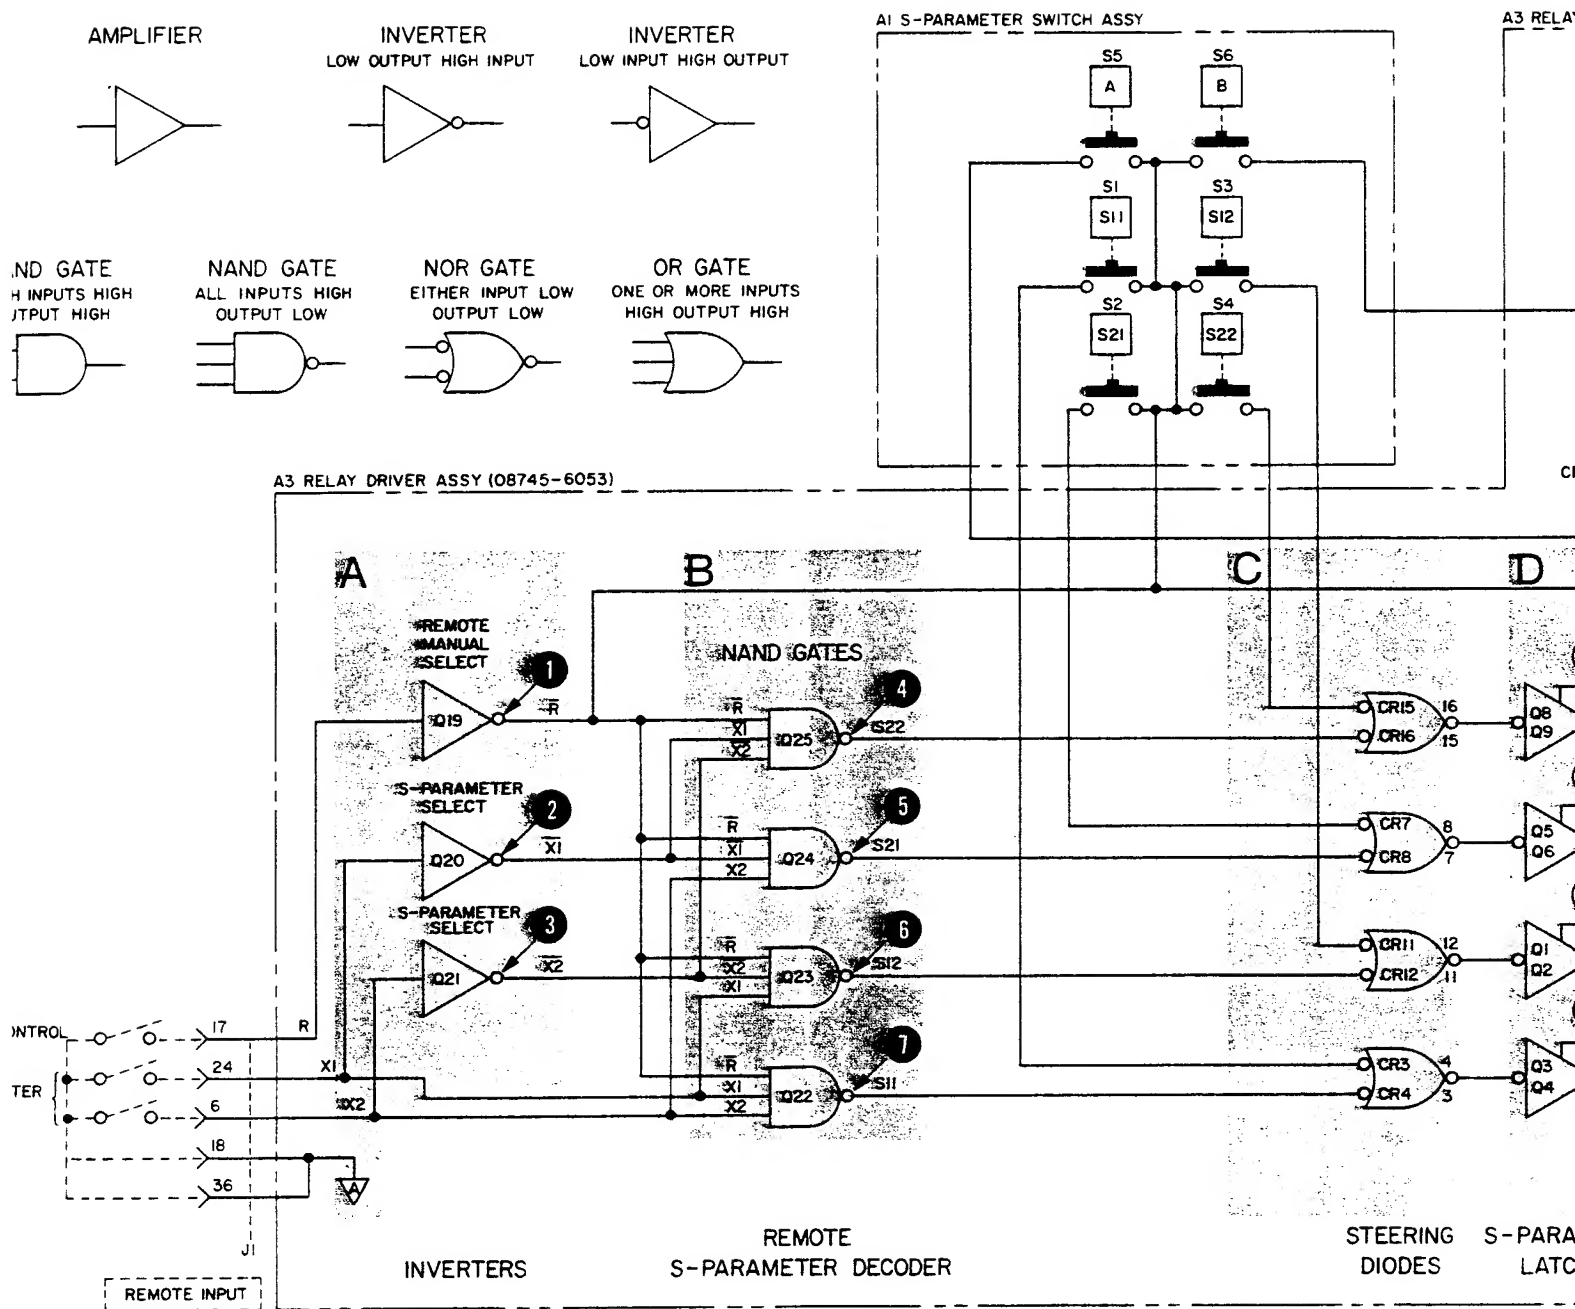 AMPLIFIER
INVERTER
LOW OUTPUT HIGH INPUT
INVERTER
LOW INPUT HIGH OUTPUT
ND GATE
H INPUTS HIGH
UTPUT HIGH
NAND GATE
ALL INPUTS HIGH
OUTPUT LOW
NOR GATE
EITHER INPUT LOW
OUTPUT LOW
OR GATE
ONE OR MORE INPUTS
HIGH OUTPUT HIGH
A1 S-PARAMETER SWITCH ASSY
S5
A
S6
B
S1
S11
S3
S12
S2
S21
S4
S22
A3 RELAY
A3 RELAY DRIVER ASSY (08745-6053)
A
REMOTE
MANUAL
SELECT
1
Q19
R
S-PARAMETER
SELECT
2
Q20
X1
S-PARAMETER
SELECT
3
Q21
X2
B
NAND GATES
4
R
X1
X2
Q25
S22
5
R
X1
X2
Q24
S21
6
R
X2
X1
Q23
S12
7
R
X1
X2
Q22
S11
C
CR15
CR16
16
15
CR7
CR8
8
7
CR11
CR12
12
11
CR3
CR4
4
3
D
Q8
Q9
Q5
Q6
Q1
Q2
Q3
Q4
ONTROL
17
R
TER
24
X1
6
X2
18
36
A
J1
REMOTE INPUT
INVERTERS
REMOTE
S-PARAMETER DECODER
STEERING
DIODES
S-PARA
LATC